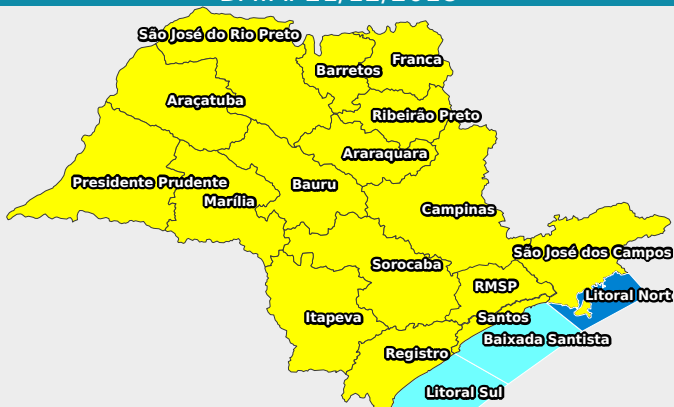 São José do Rio Preto
Franca
Barretos
Araçatuba
Ribeirão Preto
Araraquara
Presidente Prudente
Bauru
Marília
Campinas
São José dos Campos
Sorocaba
RMSP
Litoral Nort
Itapeva
Santos
Baixada Santista
Registro
Litoral Sul